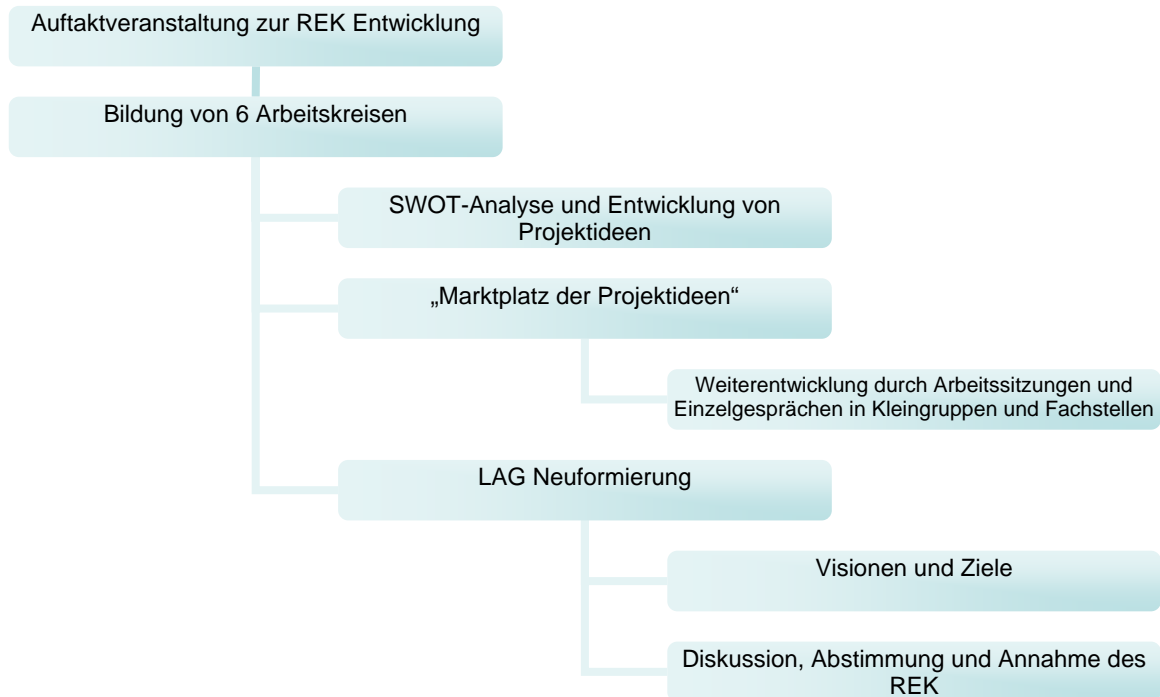 Auftaktveranstaltung zur REK Entwicklung
Bildung von 6 Arbeitskreisen
SWOT-Analyse und Entwicklung von
Projektideen
„Marktplatz der Projektideen“
Weiterentwicklung durch Arbeitssitzungen und
Einzelgesprächen in Kleingruppen und Fachstellen
LAG Neuformierung
Visionen und Ziele
Diskussion, Abstimmung und Annahme des
REK